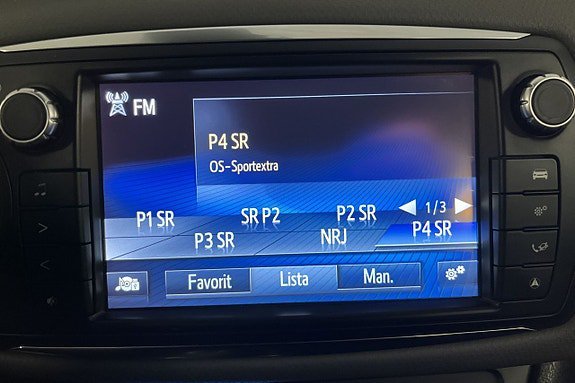 FM
P4 SR
OS-Sportextra
1/3
P1 SR
SR P2
P2 SR
P3 SR
NRJ
P4 SR
Favorit
Lista
Man.